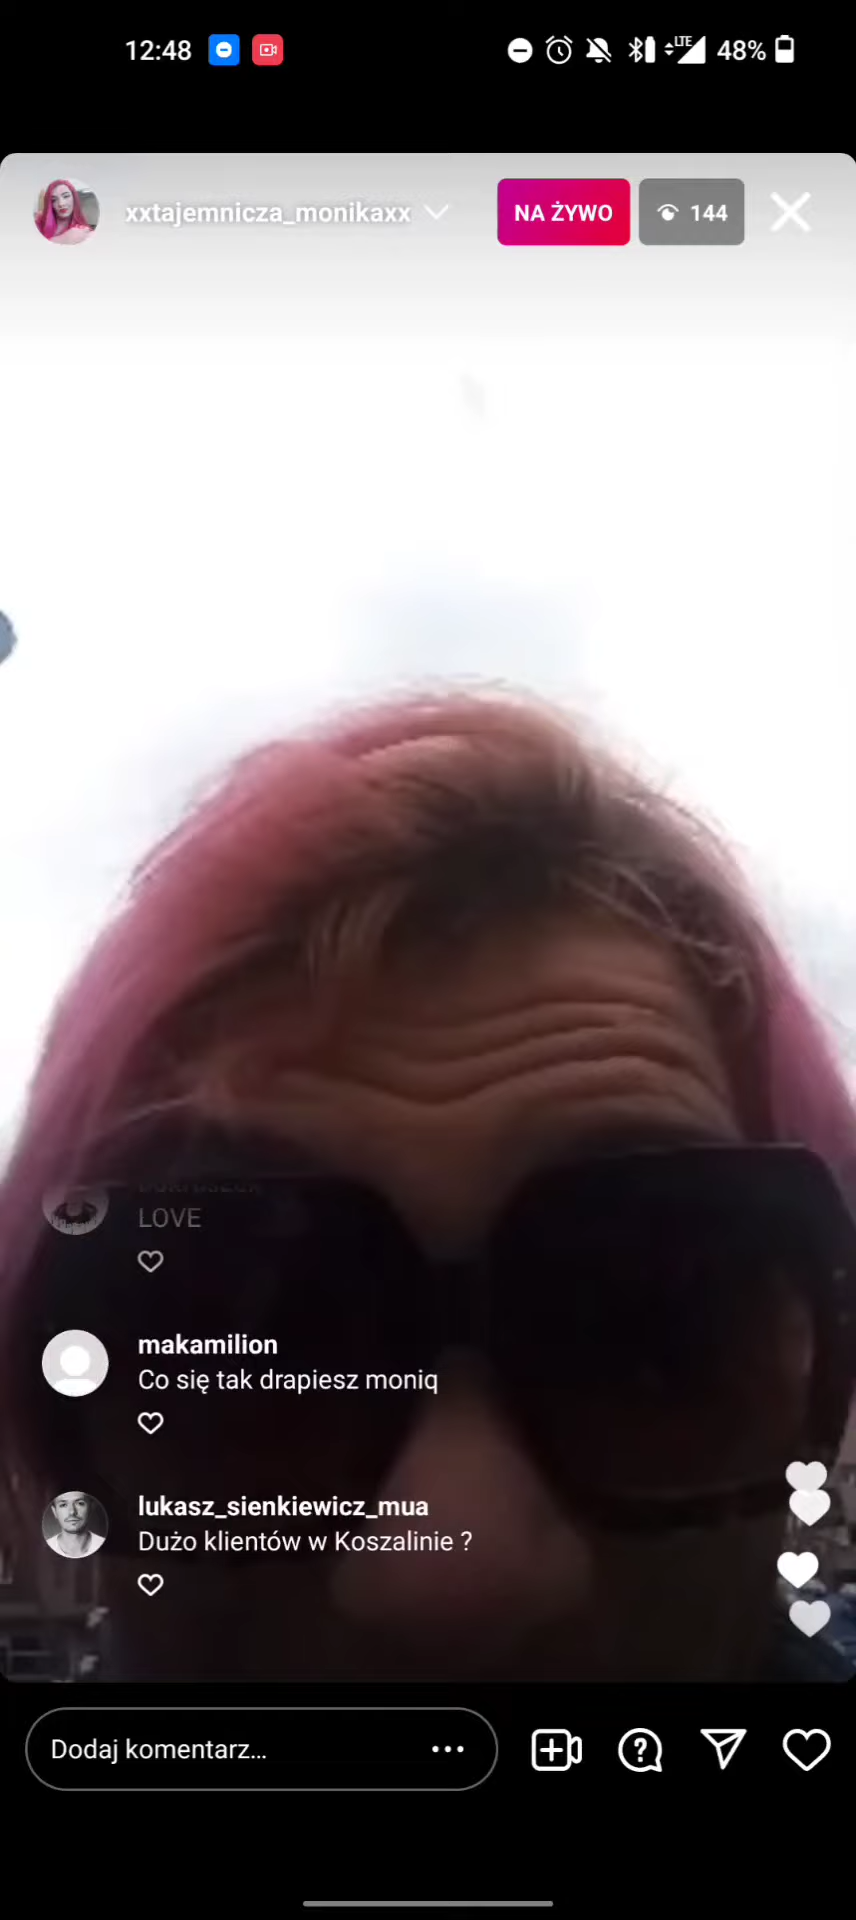 12:48
LTE
48%
xxtajemnicza_monikaxx
NA ŻYWO
144
LOVE
makamilion
Co się tak drapiesz moniq
lukasz_sienkiewicz_mua
Dużo klientów w Koszalinie ?
Dodaj komentarz...